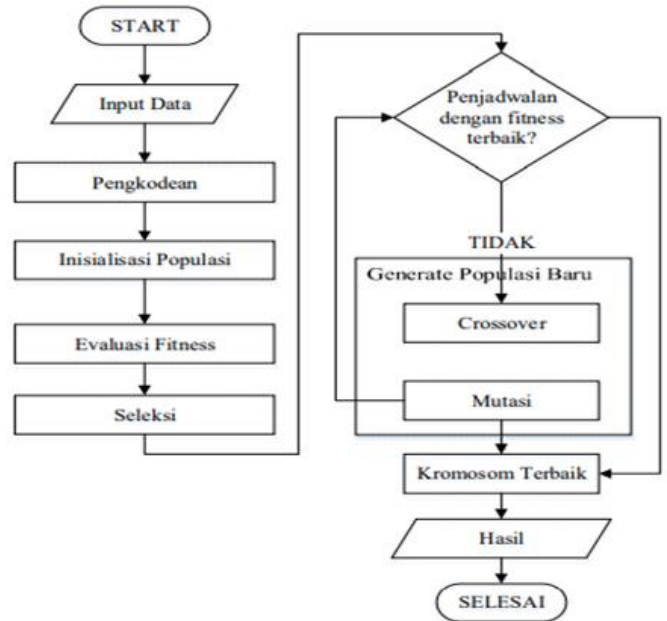 START
Input Data
Pengkodean
Inisialisasi Populasi
Evaluasi Fitness
Seleksi
Penjadwalan
dengan fitness
terbaik?
TIDAK
Generate Populasi Baru
Crossover
Mutasi
Kromosom Terbaik
Hasil
SELESAI